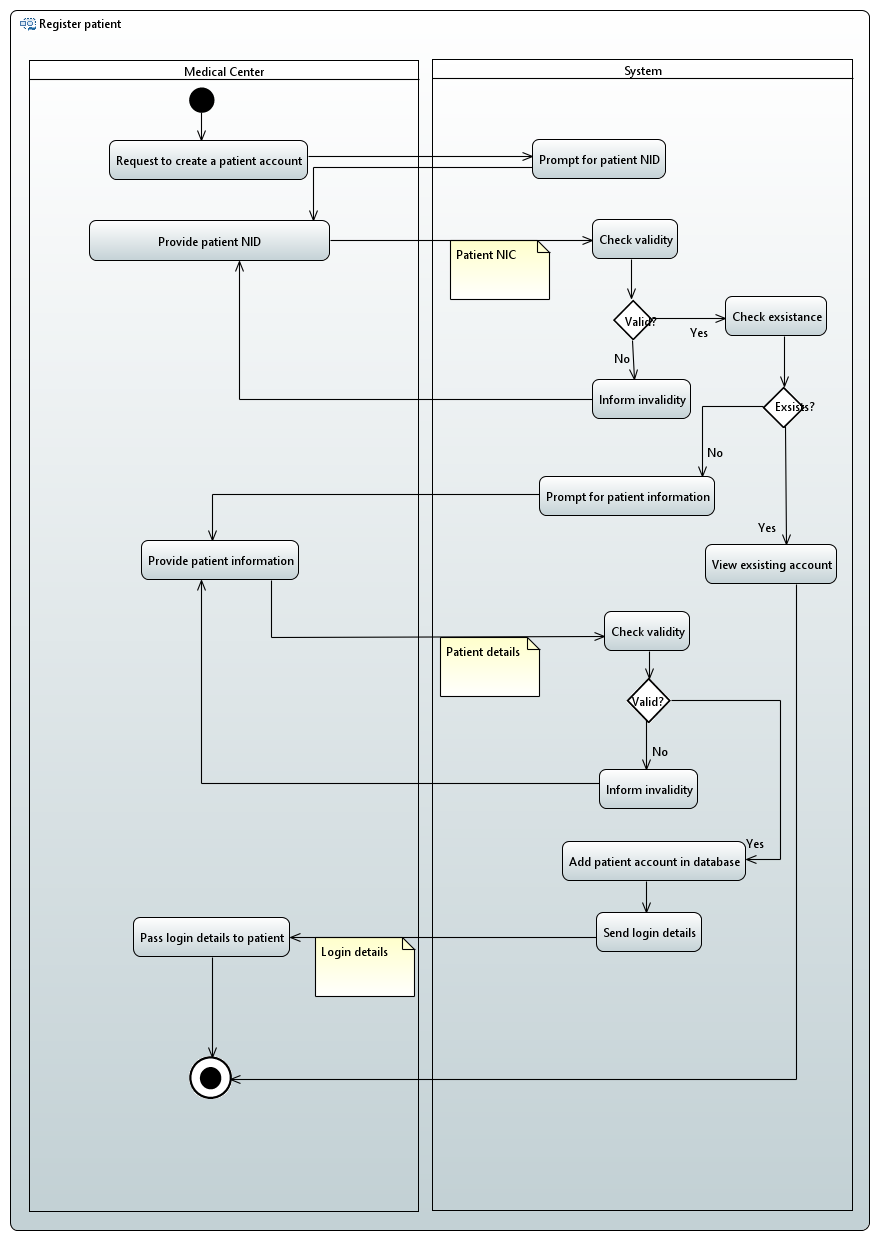 Register patient
Medical Center
System
Request to create a patient account
Prompt for patient NID
Provide patient NID
Patient NIC
Check validity
Valid?
Yes
Check exsistance
No
Inform invalidity
Exsists?
No
Prompt for patient information
Yes
Provide patient information
View exsisting account
Patient details
Check validity
Valid?
No
Inform invalidity
Yes
Add patient account in database
Pass login details to patient
Login details
Send login details